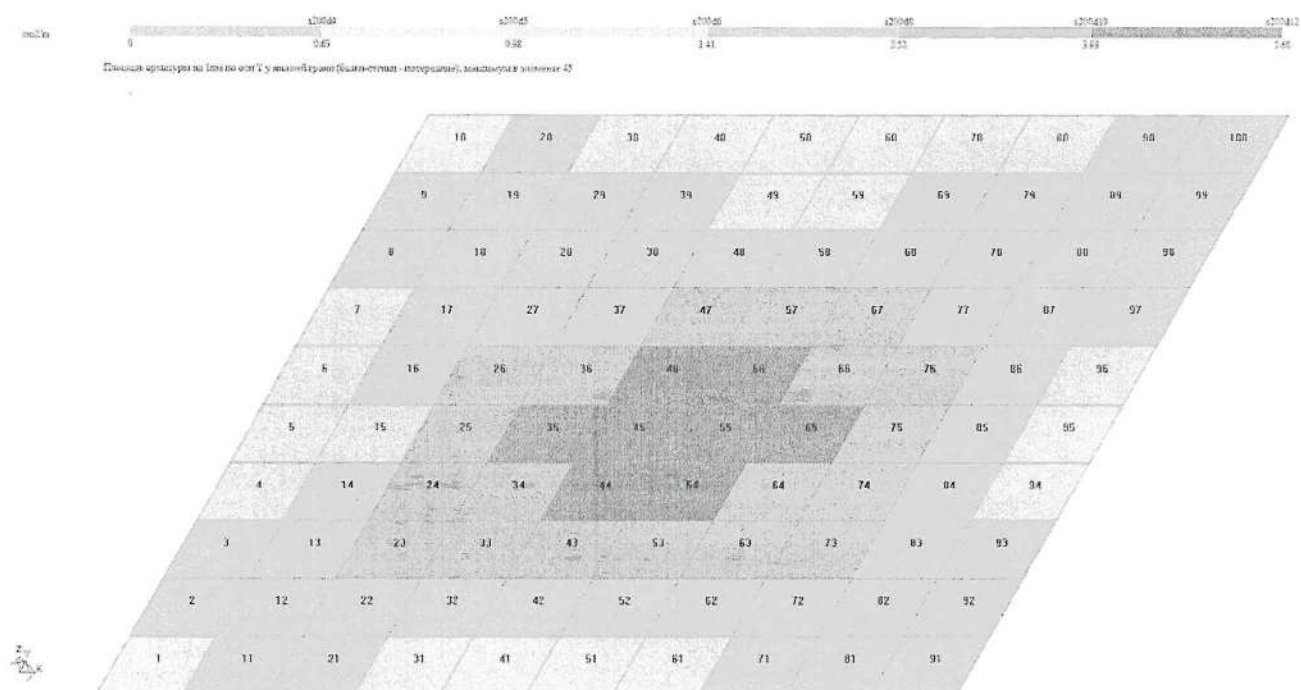 s200d4 s200d5 s200d6 s200d8 s200d10 s200d12
0 0.63 0.98 1.41 2.52 3.93 5.65
Площадь арматуры на 1пм по оси Y у нижней грани (балки-стенки - посередине), максимум в элементе 45
10 20 30 40 50 60 70 80 90 100
9 19 29 39 49 59 69 79 89 99
8 18 28 38 48 58 68 78 88 98
7 17 27 37 47 57 67 77 87 97
6 16 26 36 46 56 66 76 86 96
5 15 25 35 45 55 65 75 85 95
4 14 24 34 44 54 64 74 84 94
3 13 23 33 43 53 63 73 83 93
2 12 22 32 42 52 62 72 82 92
1 11 21 31 41 51 61 71 81 91
Z Y X